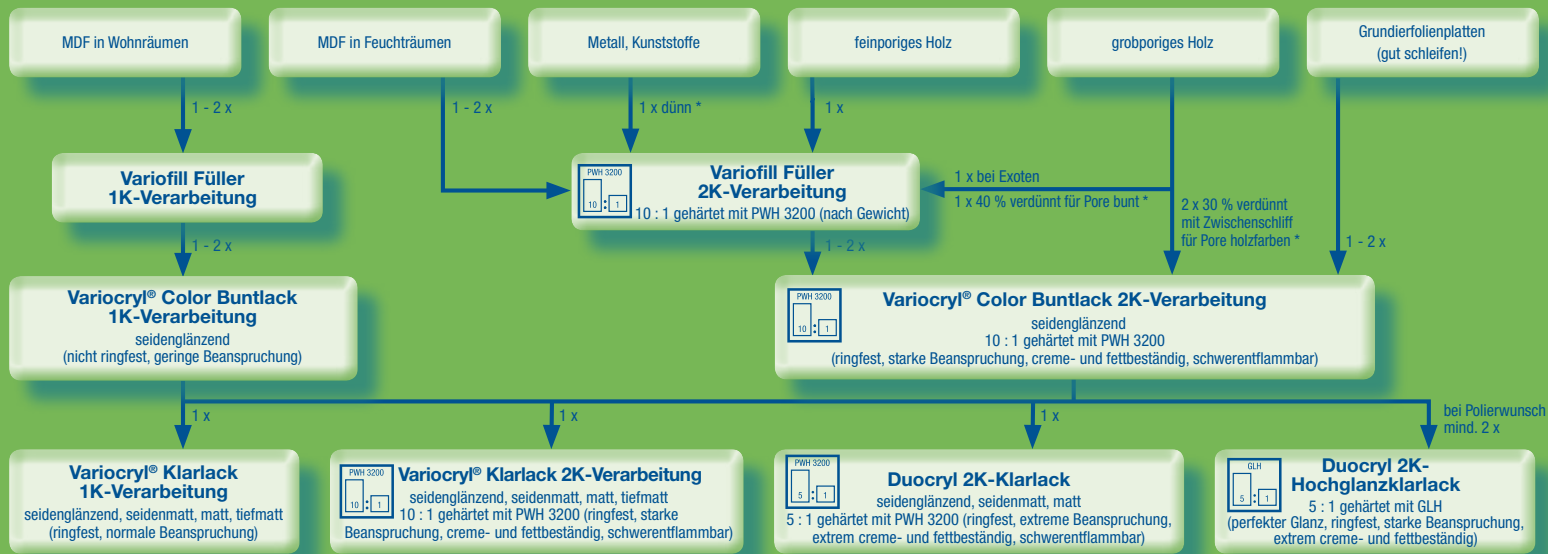 MDF in Wohnräumen
MDF in Feuchträumen
Metall, Kunststoffe
feinporiges Holz
grobporiges Holz
Grundierfolienplatten
(gut schleifen!)
1 - 2 x
1 - 2 x
1 x dünn *
1 x
Variofill Füller
1K-Verarbeitung
PWH 3200
10 : 1
Variofill Füller
2K-Verarbeitung
10 : 1 gehärtet mit PWH 3200 (nach Gewicht)
1 x bei Exoten
1 x 40 % verdünnt für Pore bunt *
2 x 30 % verdünnt
mit Zwischenschliff
für Pore holzfarben *
1 - 2 x
1 - 2 x
1 - 2 x
Variocryl® Color Buntlack
1K-Verarbeitung
seidenglänzend
(nicht ringfest, geringe Beanspruchung)
PWH 3200
10 : 1
Variocryl® Color Buntlack 2K-Verarbeitung
seidenglänzend
10 : 1 gehärtet mit PWH 3200
(ringfest, starke Beanspruchung, creme- und fettbeständig, schwerentflammbar)
1 x
1 x
1 x
bei Polierwunsch
mind. 2 x
Variocryl® Klarlack
1K-Verarbeitung
seidenglänzend, seidenmatt, matt, tiefmatt
(ringfest, normale Beanspruchung)
PWH 3200
10 : 1
Variocryl® Klarlack 2K-Verarbeitung
seidenglänzend, seidenmatt, matt, tiefmatt
10 : 1 gehärtet mit PWH 3200 (ringfest, starke
Beanspruchung, creme- und fettbeständig, schwerentflammbar)
PWH 3200
5 : 1
Duocryl 2K-Klarlack
seidenglänzend, seidenmatt, matt
5 : 1 gehärtet mit PWH 3200 (ringfest, extreme Beanspruchung,
extrem creme- und fettbeständig, schwerentflammbar)
GLH
5 : 1
Duocryl 2K-
Hochglanzklarlack
5 : 1 gehärtet mit GLH
(perfekter Glanz, ringfest, starke Beanspruchung,
extrem creme- und fettbeständig)